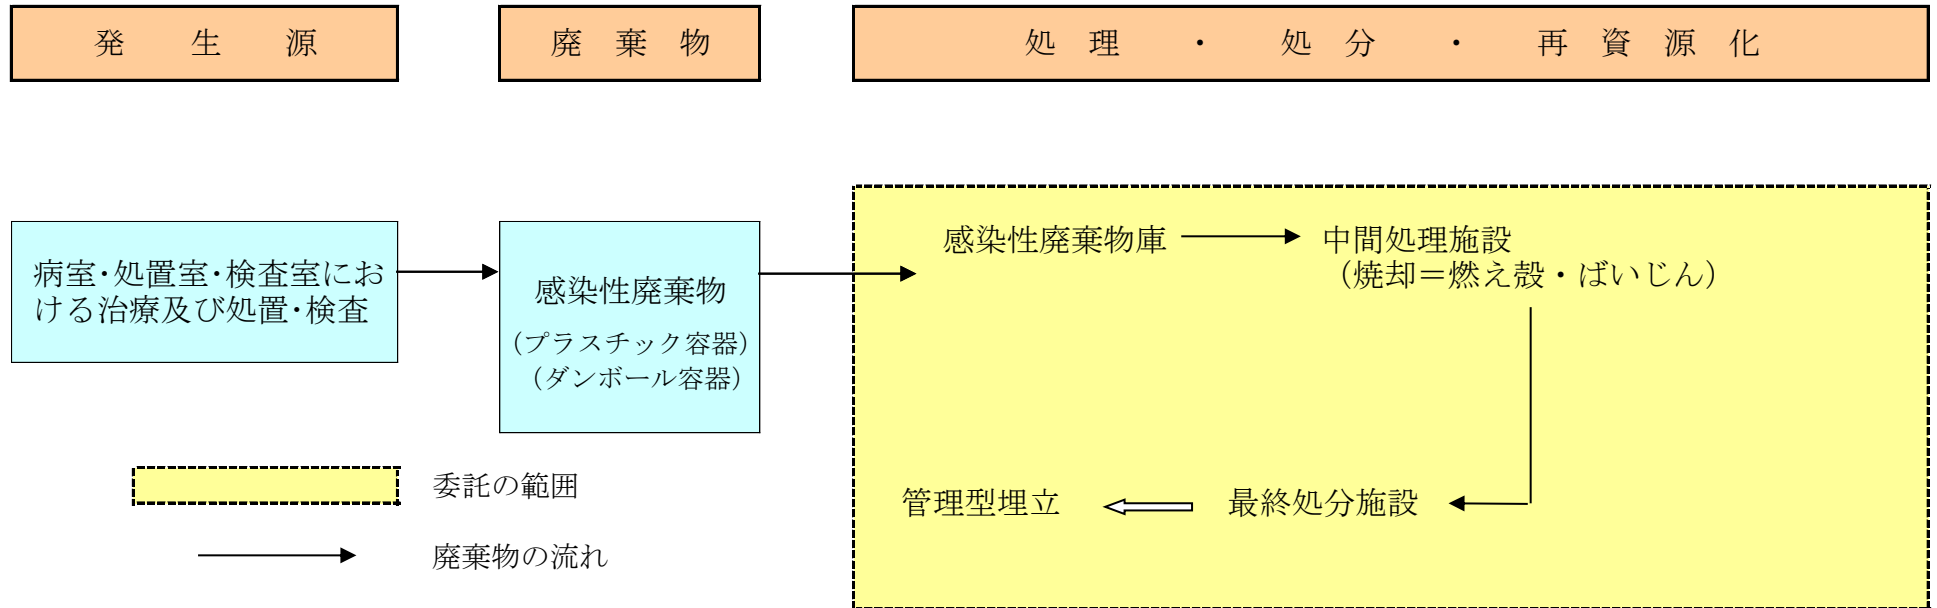 発生源
廃棄物
処理・処分・再資源化
病室･処置室･検査室にお
ける治療及び処置･検査
感染性廃棄物
（プラスチック容器）
（ダンボール容器）
感染性廃棄物庫
中間処理施設
（焼却＝燃え殻・ばいじん）
管理型埋立
最終処分施設
委託の範囲
廃棄物の流れ